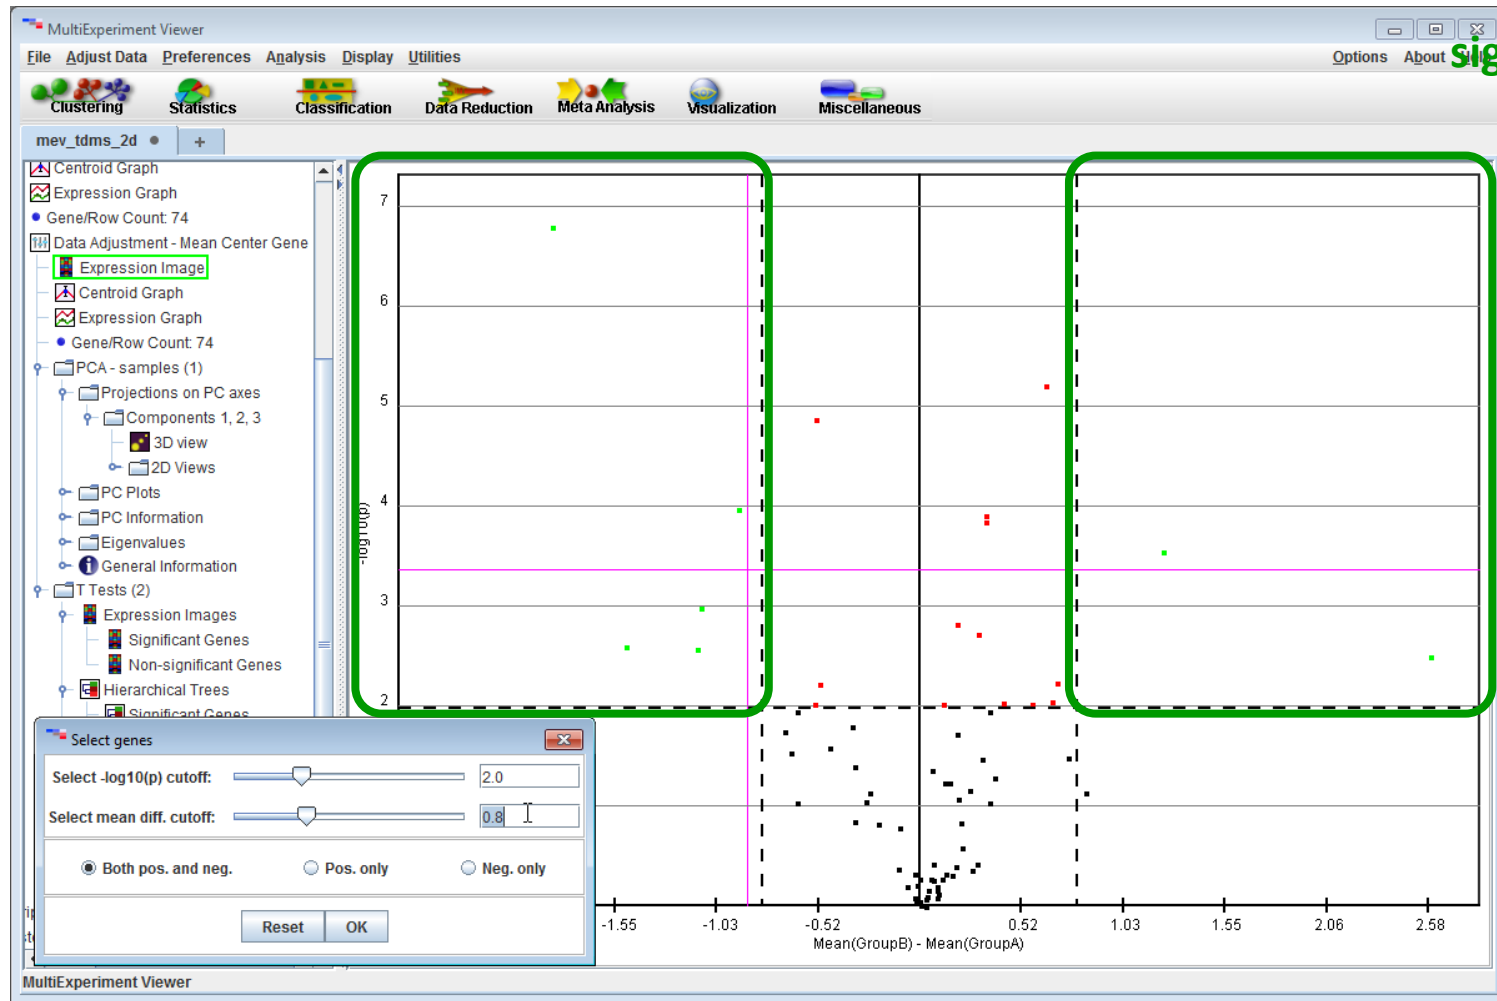 MultiExperiment Viewer
File Adjust Data Preferences Analysis Display Utilities Options About
sig
Clustering Statistics Classification Data Reduction Meta Analysis Visualization Miscellaneous
mev_tdms_2d +
Centroid Graph
Expression Graph
Gene/Row Count: 74
Data Adjustment - Mean Center Gene
Expression Image
Centroid Graph
Expression Graph
Gene/Row Count: 74
PCA - samples (1)
Projections on PC axes
Components 1, 2, 3
3D view
2D Views
PC Plots
PC Information
Eigenvalues
General Information
T Tests (2)
Expression Images
Significant Genes
Non-significant Genes
Hierarchical Trees
Significant Genes
7
6
5
4
3
2
-log10(p)
-1.55 -1.03 -0.52 0.52 1.03 1.55 2.06 2.58
Mean(GroupB) - Mean(GroupA)
Select genes
Select -log10(p) cutoff: 2.0
Select mean diff. cutoff: 0.8
Both pos. and neg. Pos. only Neg. only
Reset OK
MultiExperiment Viewer